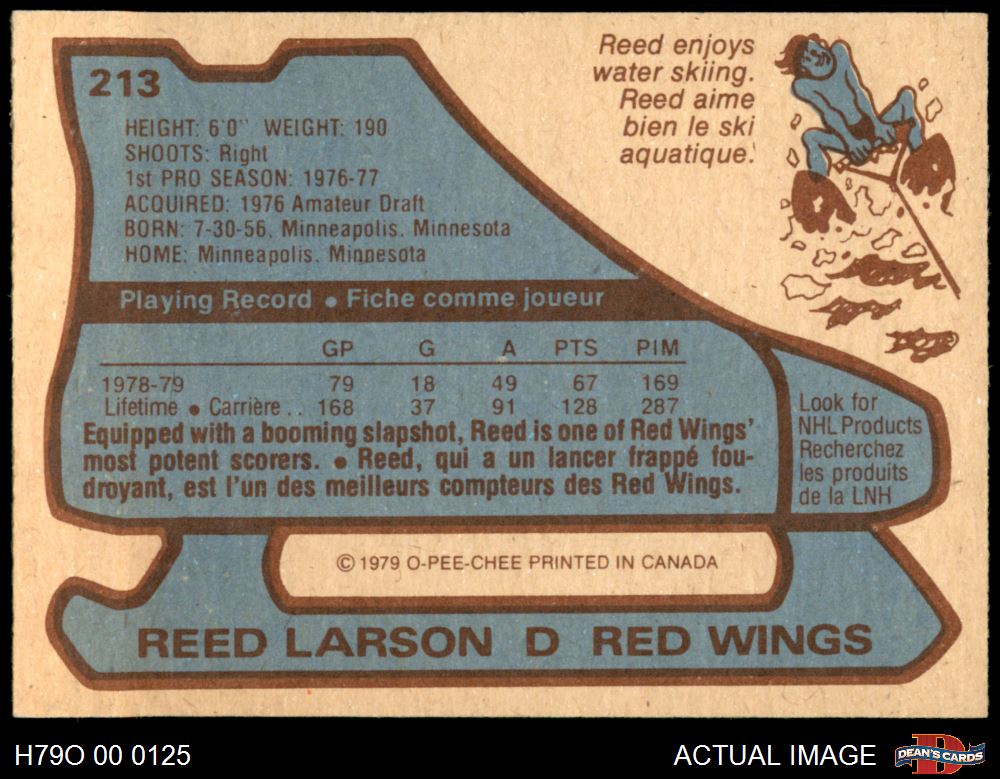 213
Reed enjoys
water skiing.
Reed aime
bien le ski
aquatique.
HEIGHT: 6'0" WEIGHT: 190
SHOOTS: Right
1st PRO SEASON: 1976-77
ACQUIRED: 1976 Amateur Draft
BORN: 7-30-56, Minneapolis, Minnesota
HOME: Minneapolis, Minnesota
Playing Record • Fiche comme joueur
GP G A PTS PIM
1978-79 79 18 49 67 169
Lifetime • Carrière . . 168 37 91 128 287
Equipped with a booming slapshot, Reed is one of Red Wings'
most potent scorers. • Reed, qui a un lancer frappé fou-
droyant, est l'un des meilleurs compteurs des Red Wings.
Look for
NHL Products
Recherchez
les produits
de la LNH
© 1979 O-PEE-CHEE PRINTED IN CANADA
REED LARSON D RED WINGS
H79O 00 0125
ACTUAL IMAGE
DEAN'S CARDS